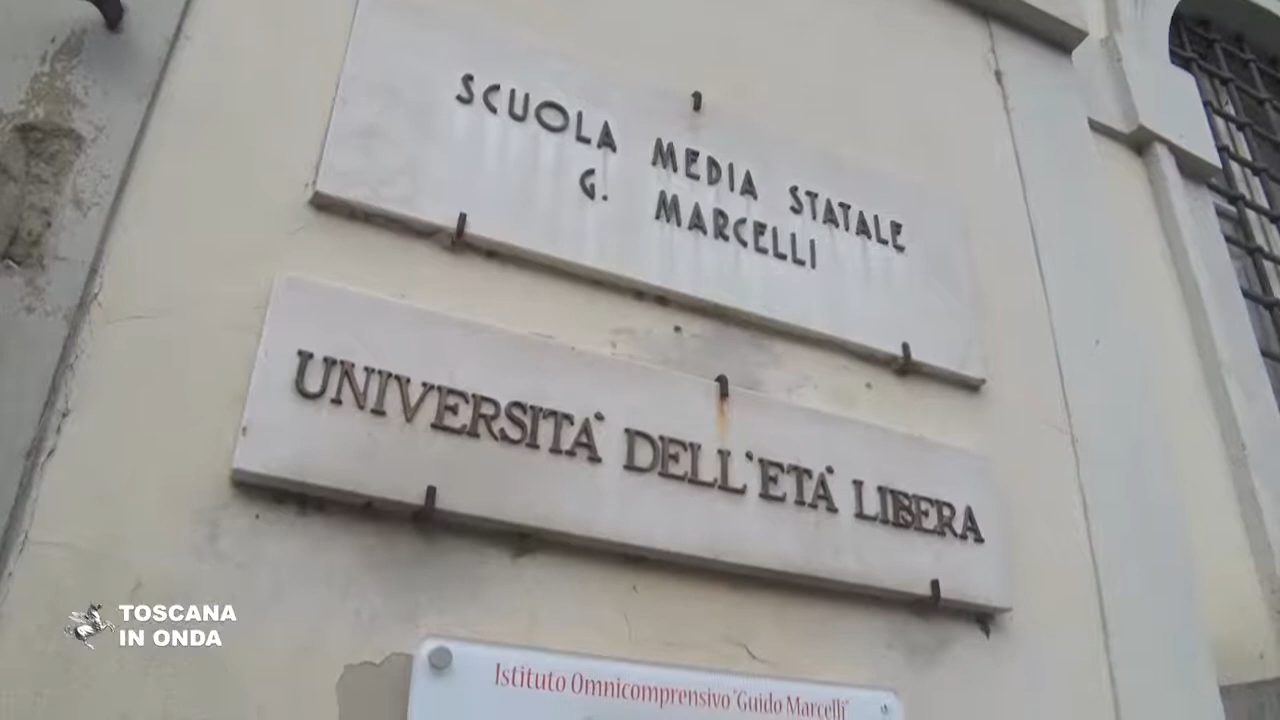 SCUOLA MEDIA STATALE
G. MARCELLI
UNIVERSITA' DELL'ETA' LIBERA
Istituto Omnicomprensivo "Guido Marcelli"
TOSCANA
IN ONDA